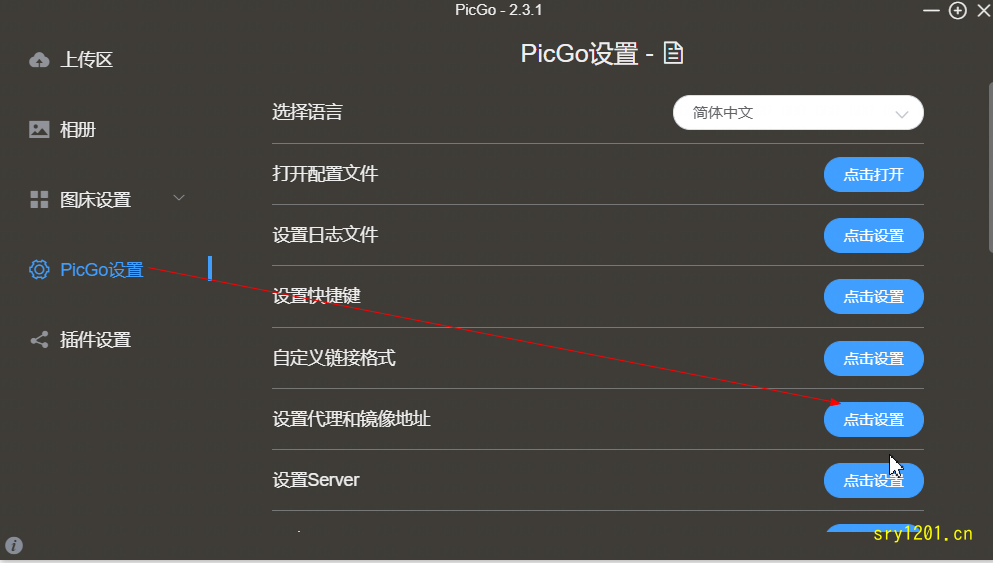 PicGo - 2.3.1
上传区
相册
图床设置
PicGo设置
插件设置
PicGo设置 -
选择语言
简体中文
打开配置文件
点击打开
设置日志文件
点击设置
设置快捷键
点击设置
自定义链接格式
点击设置
设置代理和镜像地址
点击设置
设置Server
点击设置
sry1201.cn